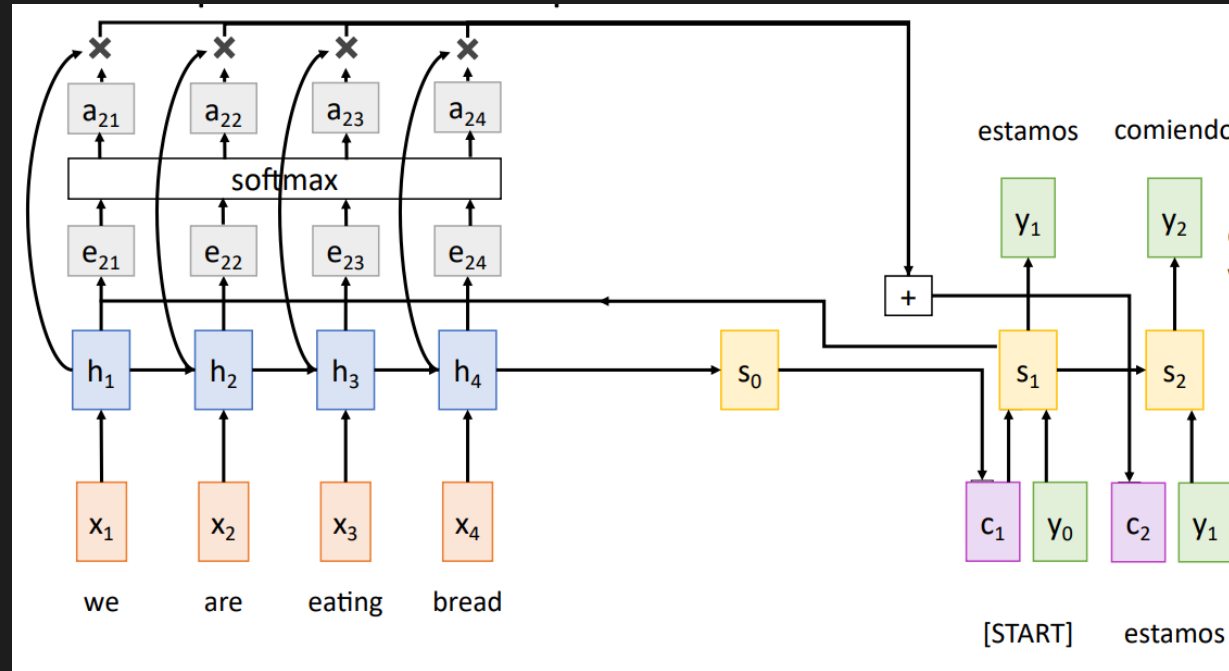 a₂₁ a₂₂ a₂₃ a₂₄
estamos comiendo
softmax
y₁ y₂
e₂₁ e₂₂ e₂₃ e₂₄
+
h₁ h₂ h₃ h₄ s₀ s₁ s₂
x₁ x₂ x₃ x₄ c₁ y₀ c₂ y₁
we are eating bread
[START] estamos